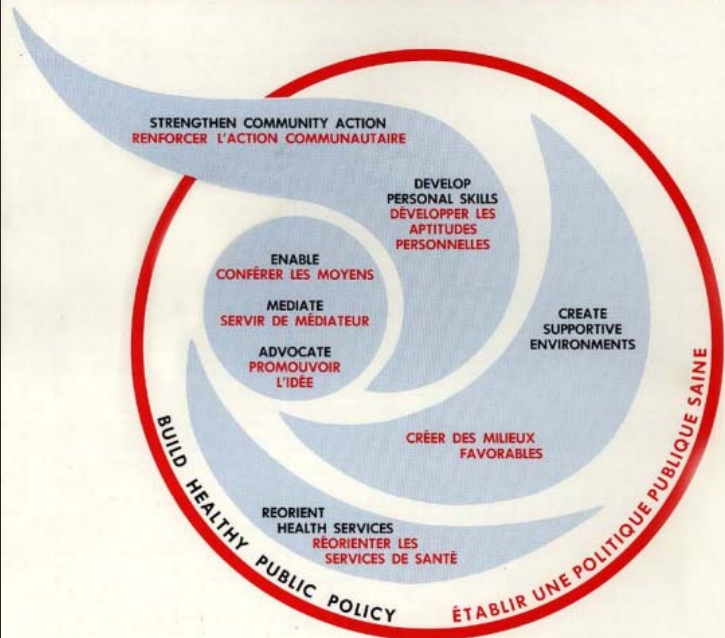 STRENGTHEN COMMUNITY ACTION
RENFORCER L'ACTION COMMUNAUTAIRE
DEVELOP
PERSONAL SKILLS
DÉVELOPPER LES
APTITUDES
PERSONNELLES
ENABLE
CONFÉRER LES MOYENS
MEDIATE
SERVIR DE MÉDIATEUR
ADVOCATE
PROMOUVOIR
L'IDÉE
CREATE
SUPPORTIVE
ENVIRONMENTS
CRÉER DES MILIEUX
FAVORABLES
REORIENT
HEALTH SERVICES
RÉORIENTER LES
SERVICES DE SANTÉ
BUILD HEALTHY PUBLIC POLICY
ÉTABLIR UNE POLITIQUE PUBLIQUE SAINE